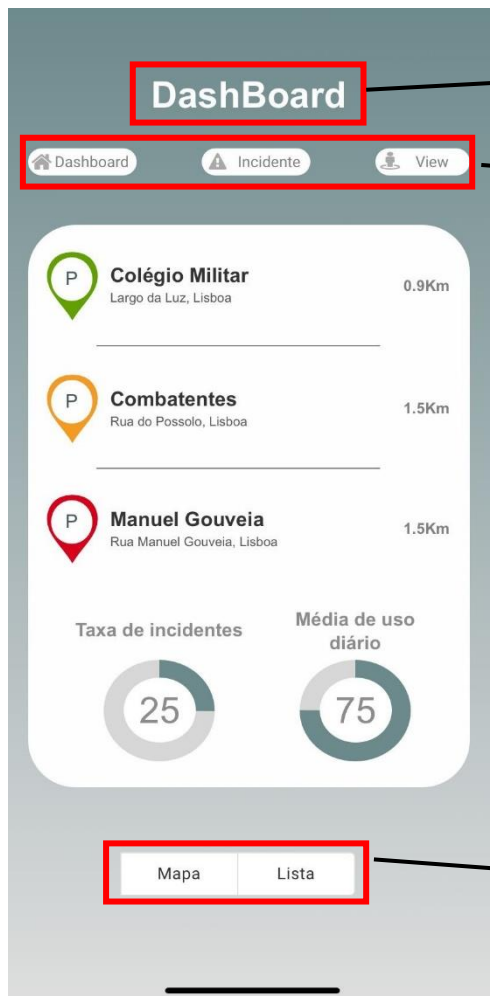 DashBoard
Dashboard Incidente View
P Colégio Militar
Largo da Luz, Lisboa
0.9Km
P Combatentes
Rua do Possolo, Lisboa
1.5Km
P Manuel Gouveia
Rua Manuel Gouveia, Lisboa
1.5Km
Taxa de incidentes
25
Média de uso
diário
75
Mapa Lista